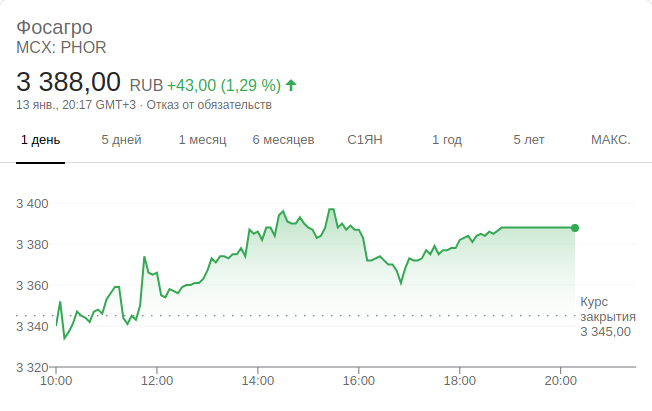 Фосагро
MCX: PHOR
3 388,00 RUB +43,00 (1,29 %)
13 янв., 20:17 GMT+3 · Отказ от обязательств
1 день 5 дней 1 месяц 6 месяцев С1ЯН 1 год 5 лет МАКС.
3 400
3 380
3 360
3 340
3 320
Курс
закрытия
3 345,00
10:00 12:00 14:00 16:00 18:00 20:00